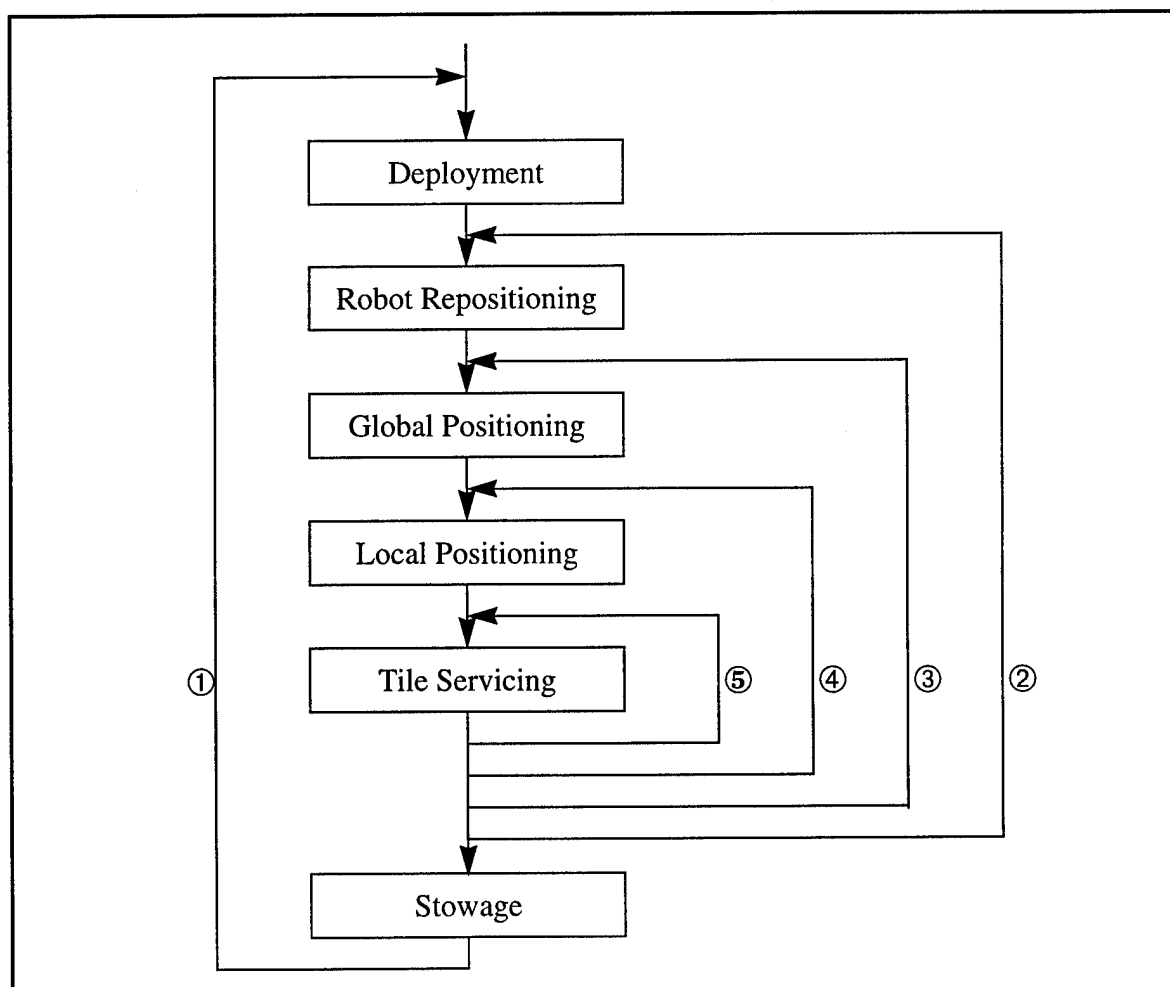 Deployment
Robot Repositioning
Global Positioning
Local Positioning
① Tile Servicing ⑤ ④ ③ ②
Stowage